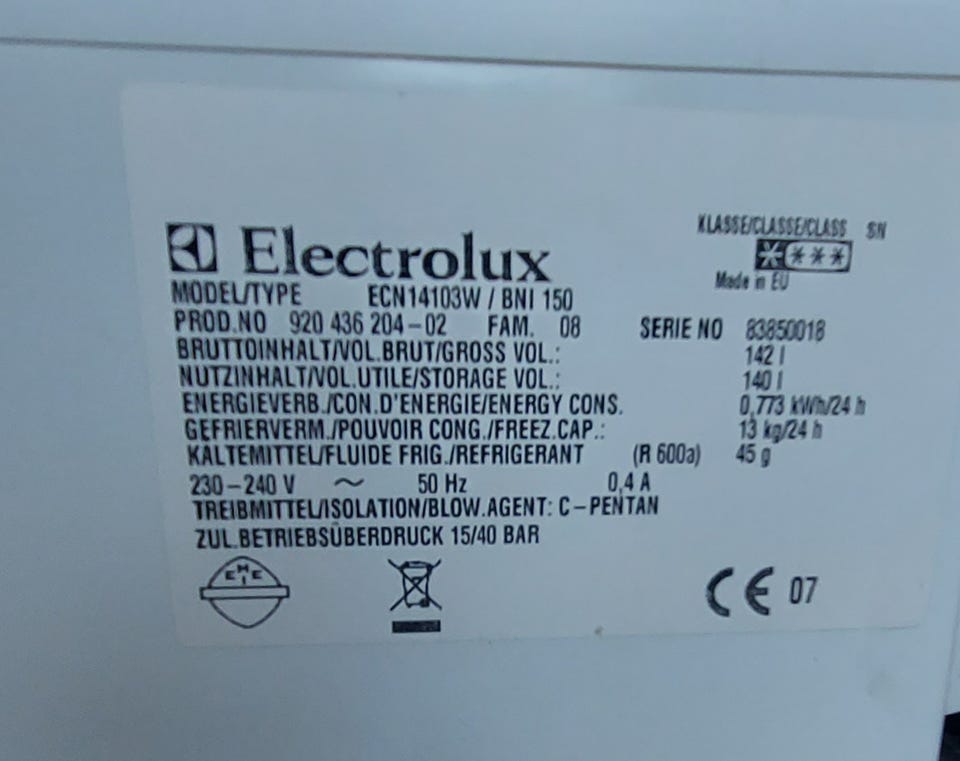 Electrolux
KLASSE/CLASSE/CLASS SN
****
Made in EU
MODEL/TYPE ECN14103W / BNI 150
PROD.NO 920 436 204-02 FAM. 08 SERIE NO 83850018
BRUTTOINHALT/VOL.BRUT/GROSS VOL.: 142 l
NUTZINHALT/VOL.UTILE/STORAGE VOL.: 140 l
ENERGIEVERB./CON.D'ENERGIE/ENERGY CONS. 0,773 kWh/24 h
GEFRIERVERM./POUVOIR CONG./FREEZ.CAP.: 13 kg/24 h
KALTEMITTEL/FLUIDE FRIG./REFRIGERANT (R 600a) 45 g
230-240 V ~ 50 Hz 0,4 A
TREIBMITTEL/ISOLATION/BLOW.AGENT: C-PENTAN
ZUL.BETRIEBSÜBERDRUCK 15/40 BAR
CE 07